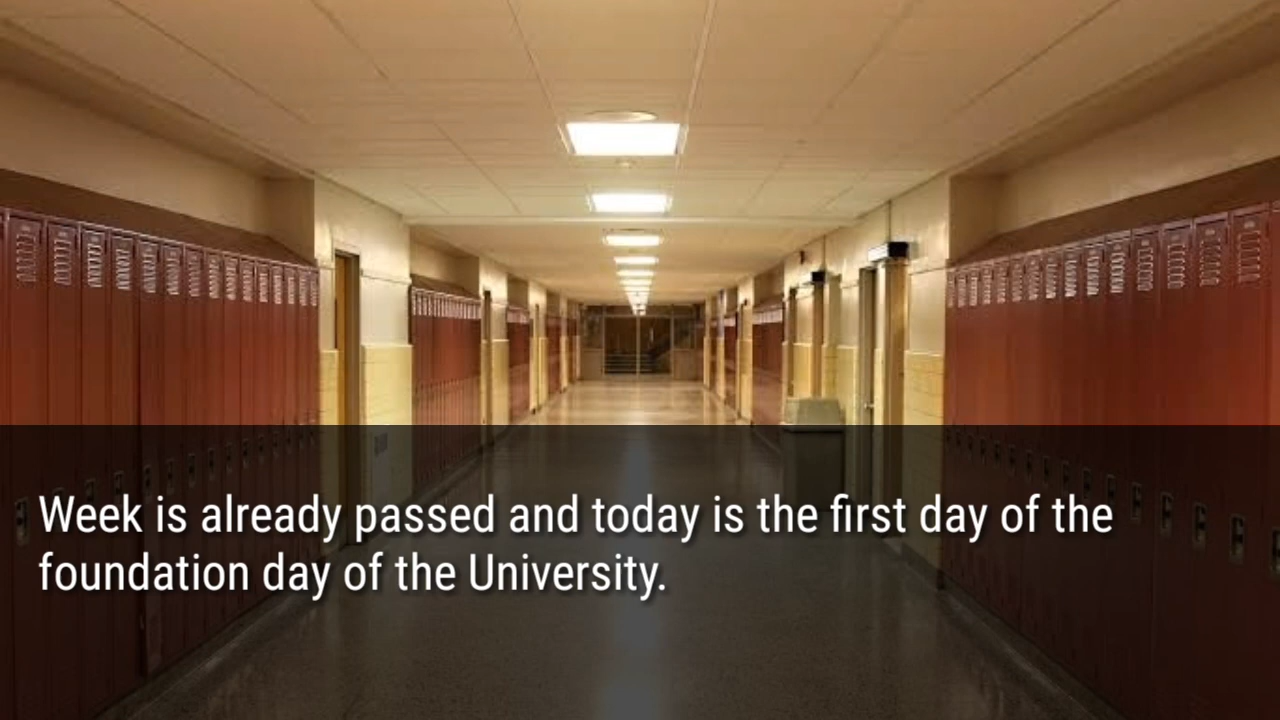 Week is already passed and today is the first day of the
foundation day of the University.